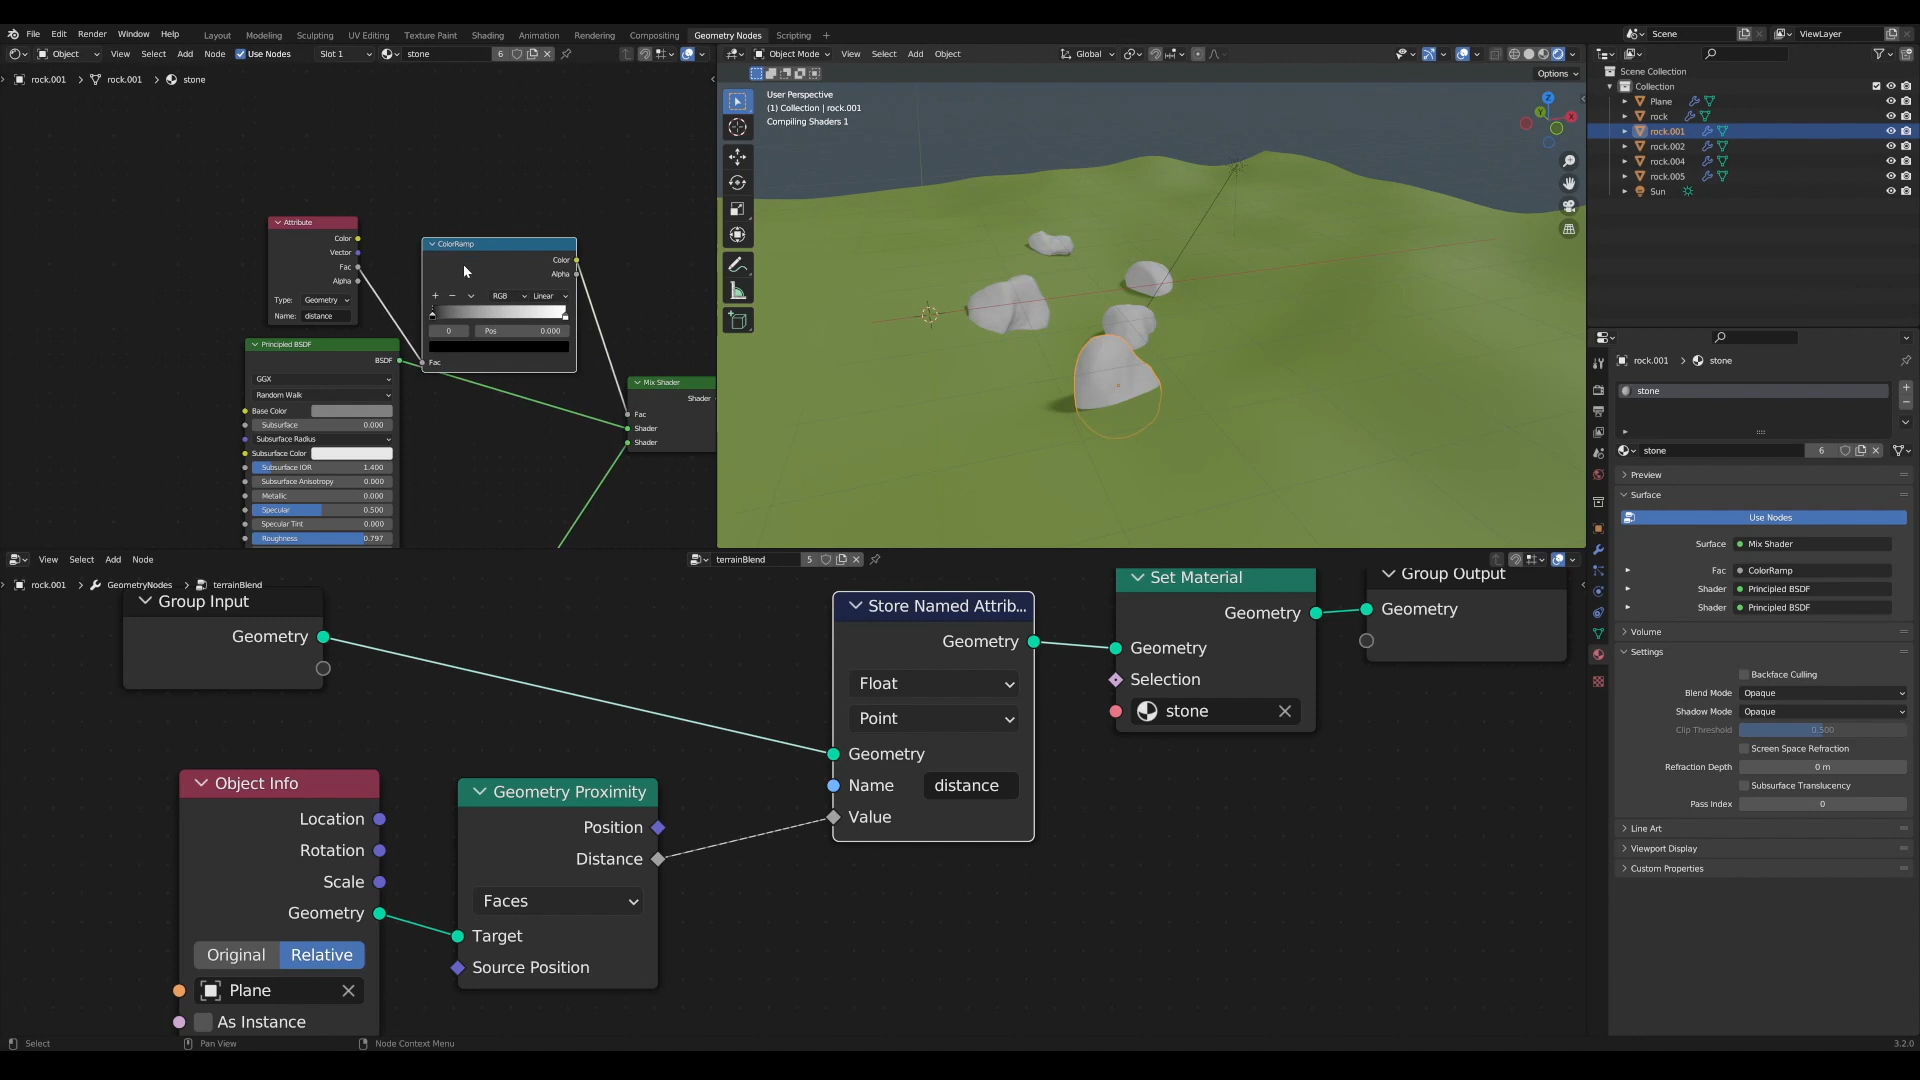 File Edit Render Window Help Layout Modeling Sculpting UV Editing Texture Paint Shading Animation Rendering Compositing Geometry Nodes Scripting + Scene ViewLayer
Object View Select Add Node Use Nodes Slot 1 stone 6
rock.001 rock.001 stone
Attribute
Color
Vector
Fac
Alpha
Type: Geometry
Name: distance
ColorRamp
Color
Alpha
+ − RGB Linear
0 Pos 0.000
Fac
Principled BSDF
BSDF
GGX
Random Walk
Base Color
Subsurface 0.000
Subsurface Radius
Subsurface Color
Subsurface IOR 1.400
Subsurface Anisotropy 0.000
Metallic 0.000
Specular 0.500
Specular Tint 0.000
Roughness 0.797
Mix Shader
Shader
Fac
Shader
Shader
Object Mode View Select Add Object Global
Options
User Perspective
(1) Collection | rock.001
Compiling Shaders 1
Z
Y
X
Scene Collection
Collection
Plane
rock
rock.001
rock.002
rock.004
rock.005
Sun
rock.001 stone
stone
stone 6
Preview
Surface
Use Nodes
Surface Mix Shader
Fac ColorRamp
Shader Principled BSDF
Shader Principled BSDF
Volume
Settings
Backface Culling
Blend Mode Opaque
Shadow Mode Opaque
Clip Threshold 0.500
Screen Space Refraction
Refraction Depth 0 m
Subsurface Translucency
Pass Index 0
Line Art
Viewport Display
Custom Properties
View Select Add Node terrainBlend 5
rock.001 GeometryNodes terrainBlend
Group Input
Geometry
Object Info
Location
Rotation
Scale
Geometry
Original Relative
Plane
As Instance
Geometry Proximity
Position
Distance
Faces
Target
Source Position
Store Named Attrib...
Geometry
Float
Point
Geometry
Name distance
Value
Set Material
Geometry
Geometry
Selection
stone
Group Output
Geometry
Select Pan View Node Context Menu 3.2.0